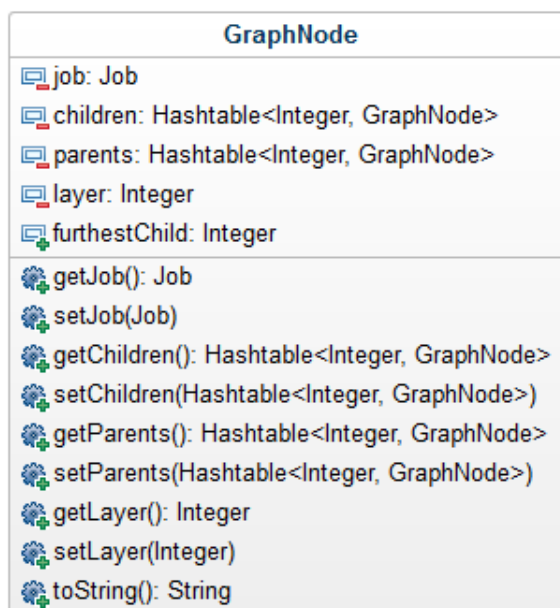 GraphNode
job: Job
children: Hashtable<Integer, GraphNode>
parents: Hashtable<Integer, GraphNode>
layer: Integer
furthestChild: Integer
getJob(): Job
setJob(Job)
getChildren(): Hashtable<Integer, GraphNode>
setChildren(Hashtable<Integer, GraphNode>)
getParents(): Hashtable<Integer, GraphNode>
setParents(Hashtable<Integer, GraphNode>)
getLayer(): Integer
setLayer(Integer)
toString(): String